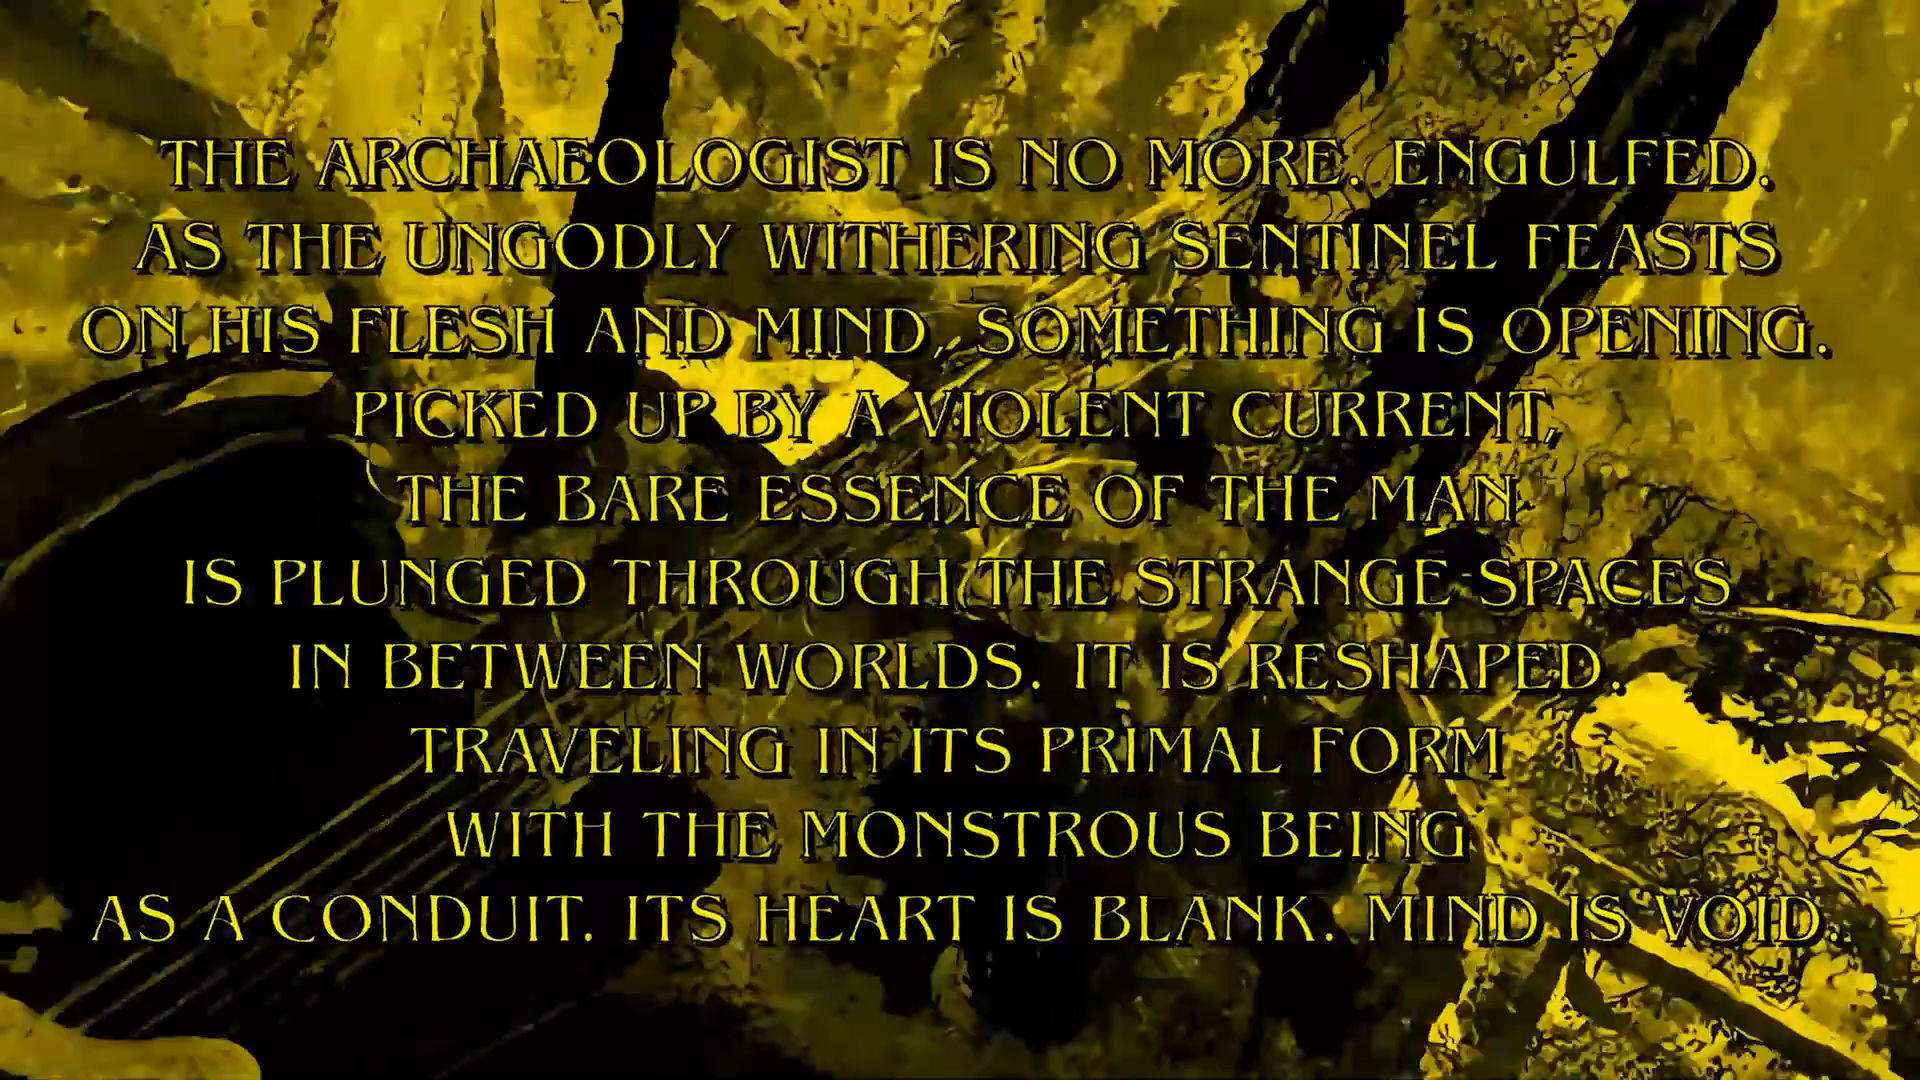 THE ARCHAEOLOGIST IS NO MORE. ENGULFED.
AS THE UNGODLY WITHERING SENTINEL FEASTS
ON HIS FLESH AND MIND, SOMETHING IS OPENING.
PICKED UP BY A VIOLENT CURRENT,
THE BARE ESSENCE OF THE MAN
IS PLUNGED THROUGH THE STRANGE SPACES
IN BETWEEN WORLDS. IT IS RESHAPED.
TRAVELING IN ITS PRIMAL FORM
WITH THE MONSTROUS BEING
AS A CONDUIT. ITS HEART IS BLANK. MIND IS VOID.